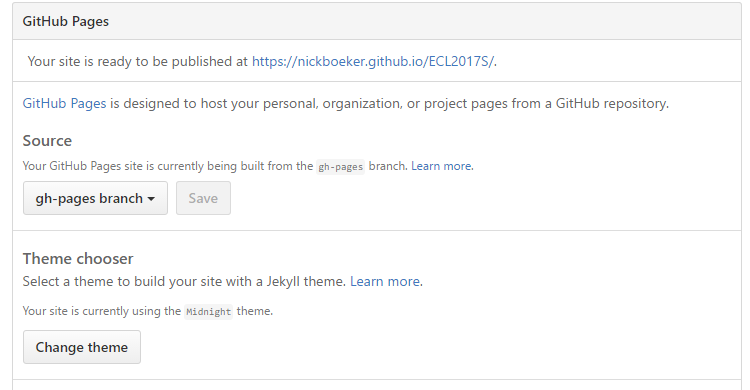 GitHub Pages
Your site is ready to be published at https://nickboeker.github.io/ECL2017S/.
GitHub Pages is designed to host your personal, organization, or project pages from a GitHub repository.
Source
Your GitHub Pages site is currently being built from the gh-pages branch. Learn more.
gh-pages branch Save
Theme chooser
Select a theme to build your site with a Jekyll theme. Learn more.
Your site is currently using the Midnight theme.
Change theme